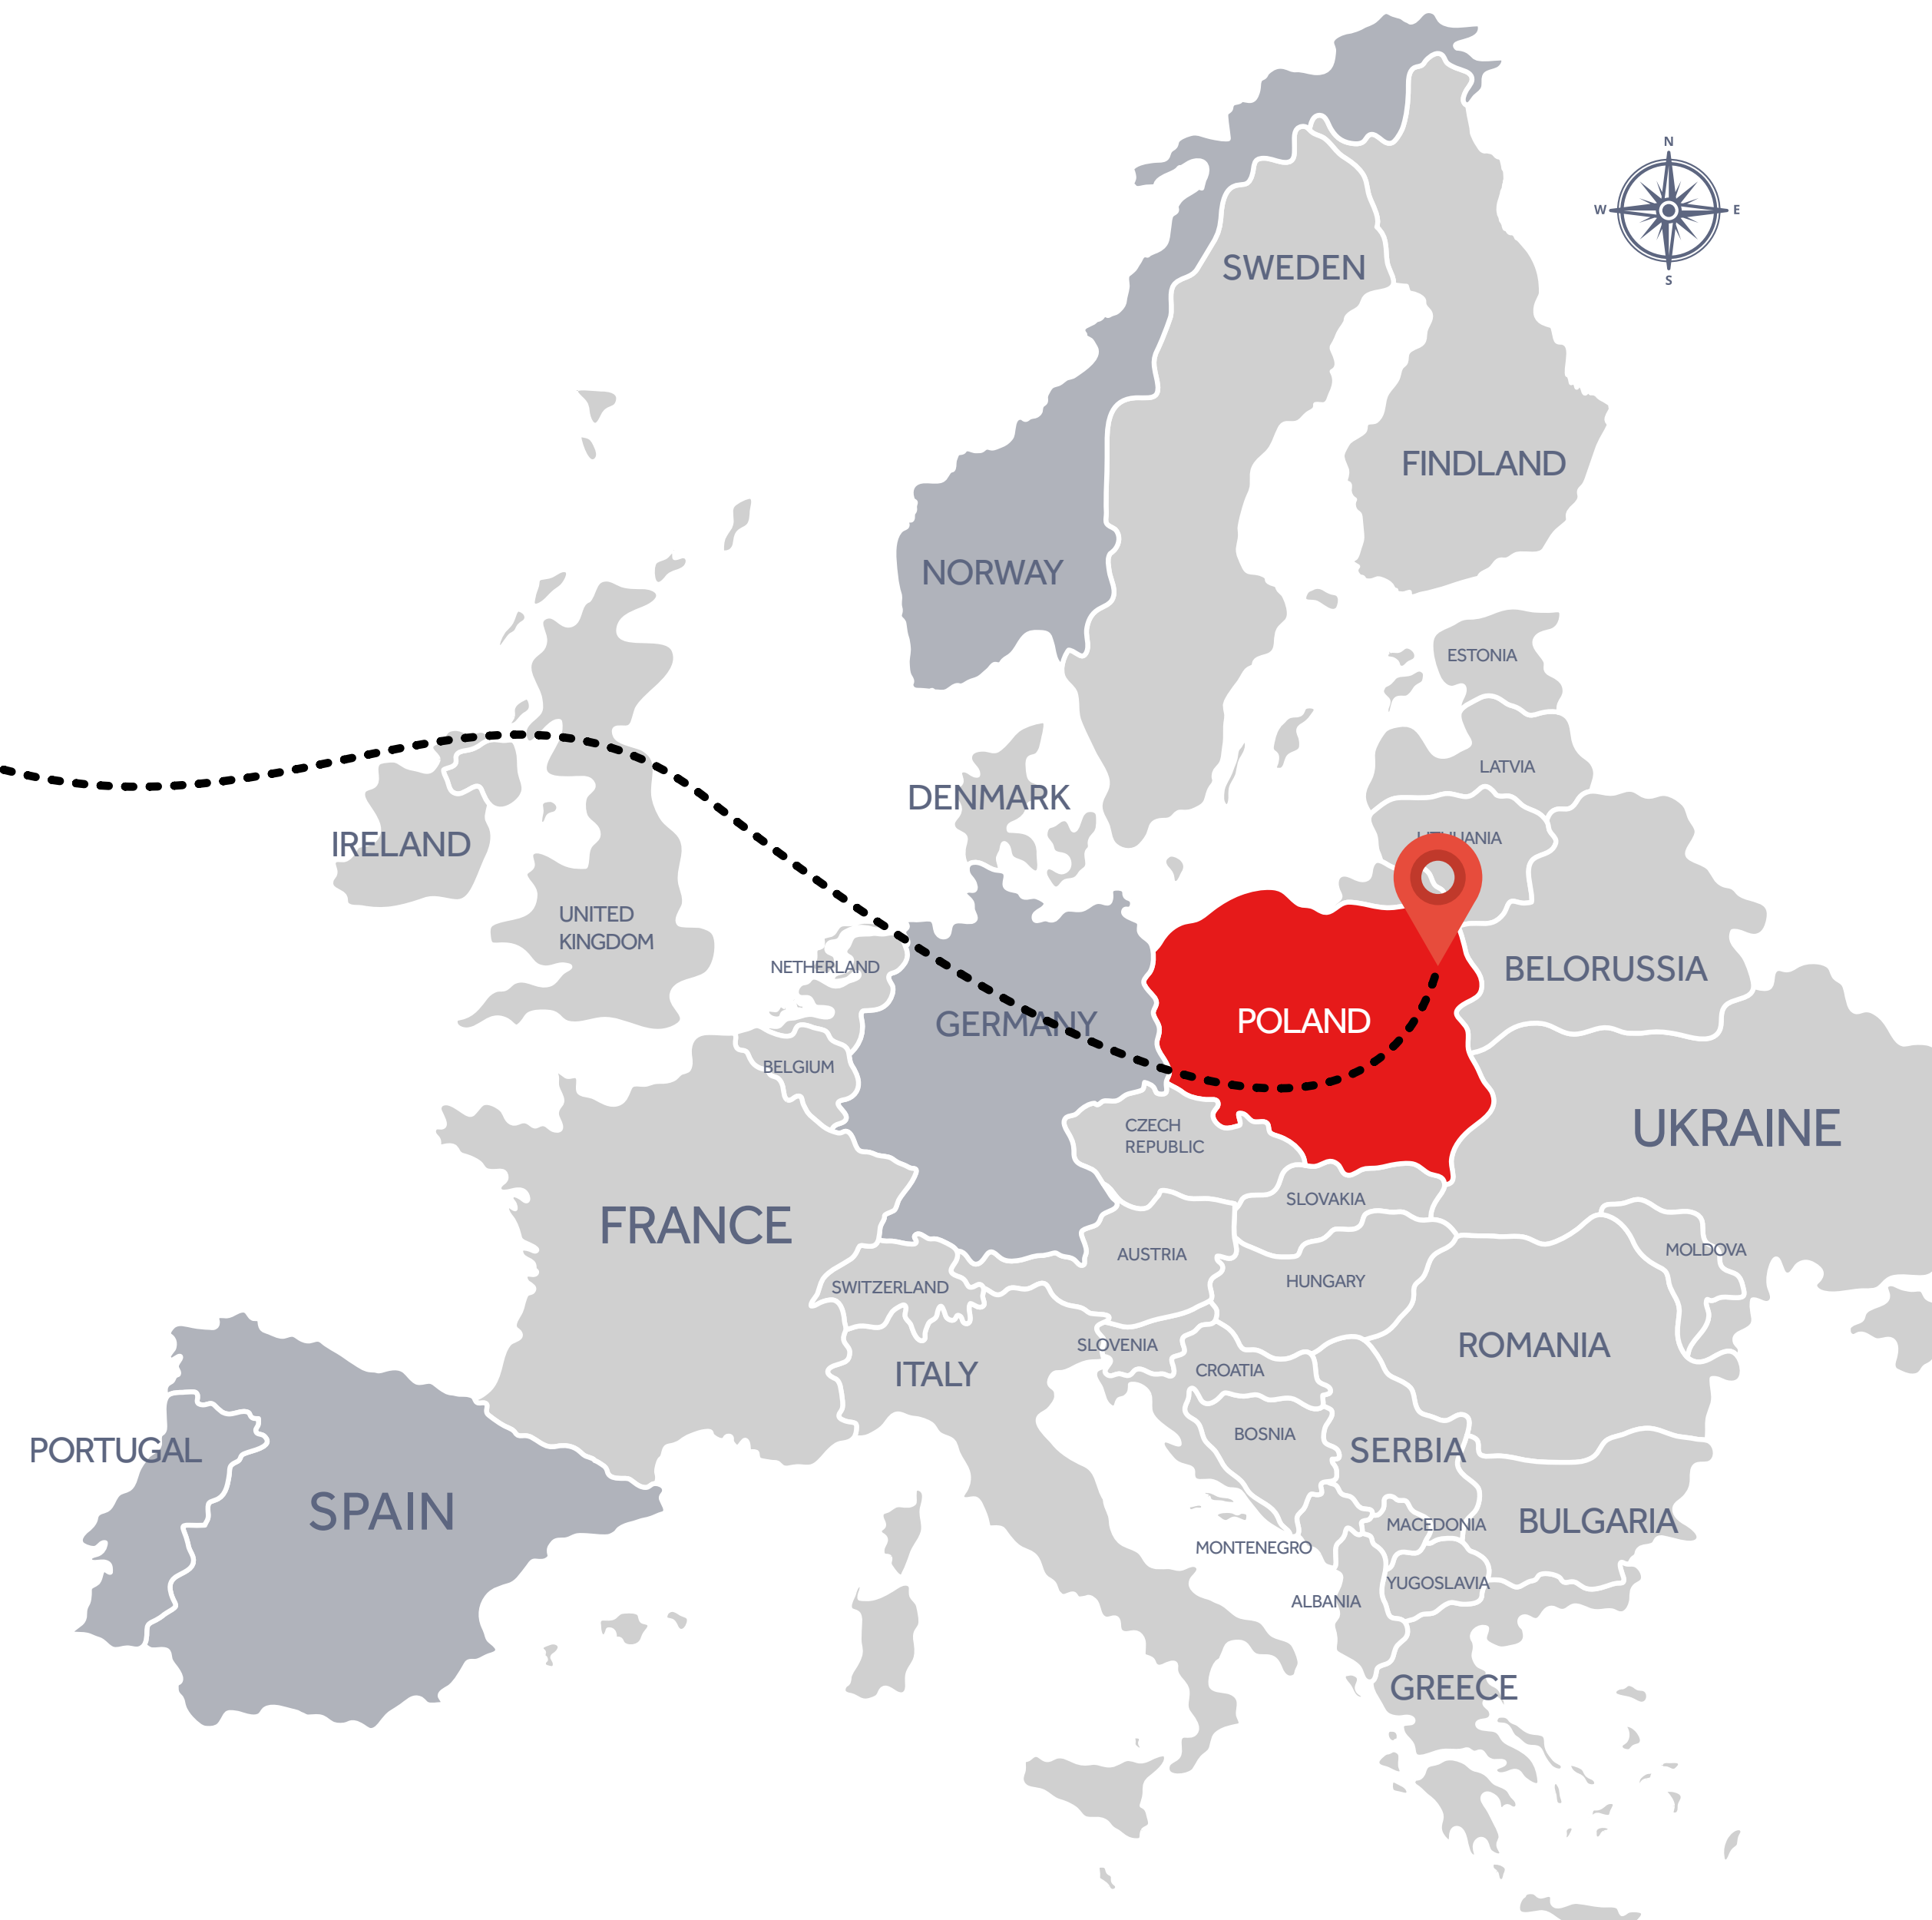 N
W
E
S
SWEDEN
FINDLAND
NORWAY
ESTONIA
LATVIA
DENMARK
LITHUANIA
IRELAND
UNITED
KINGDOM
NETHERLAND
BELORUSSIA
POLAND
GERMANY
BELGIUM
CZECH
REPUBLIC
UKRAINE
SLOVAKIA
FRANCE
AUSTRIA
MOLDOVA
HUNGARY
SWITZERLAND
SLOVENIA
ROMANIA
CROATIA
ITALY
BOSNIA
SERBIA
PORTUGAL
SPAIN
BULGARIA
MACEDONIA
MONTENEGRO
YUGOSLAVIA
ALBANIA
GREECE